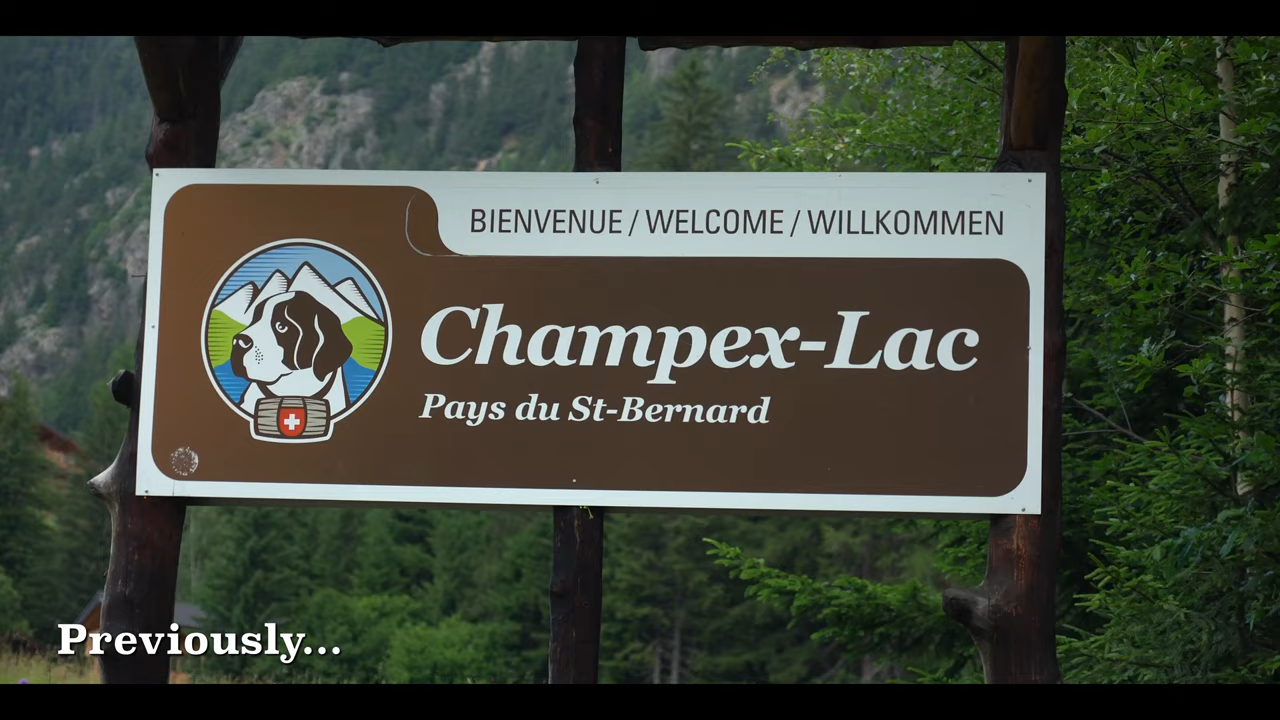 BIENVENUE / WELCOME / WILLKOMMEN
Champex-Lac
Pays du St-Bernard
Previously...